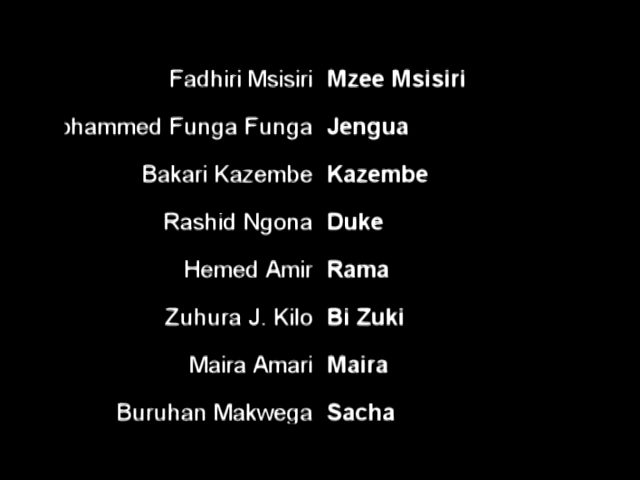 Fadhiri Msisiri Mzee Msisiri
ohammed Funga Funga Jengua
Bakari Kazembe Kazembe
Rashid Ngona Duke
Hemed Amir Rama
Zuhura J. Kilo Bi Zuki
Maira Amari Maira
Buruhan Makwega Sacha